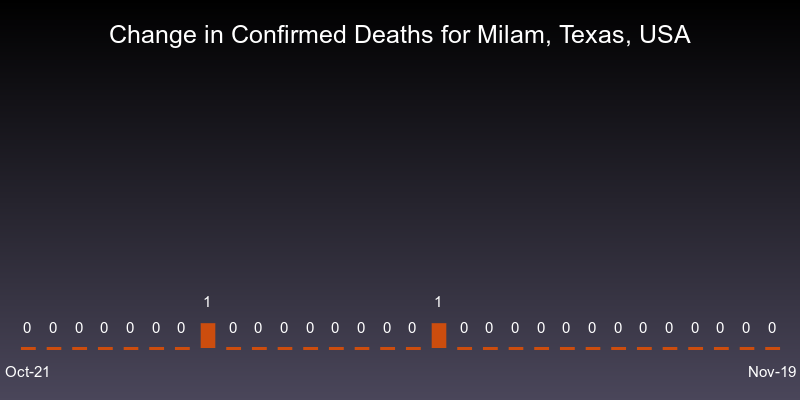 Change in Confirmed Deaths for Milam, Texas, USA
1 1
0 0 0 0 0 0 0 0 0 0 0 0 0 0 0 0 0 0 0 0 0 0 0 0 0 0 0 0
Oct-21 Nov-19